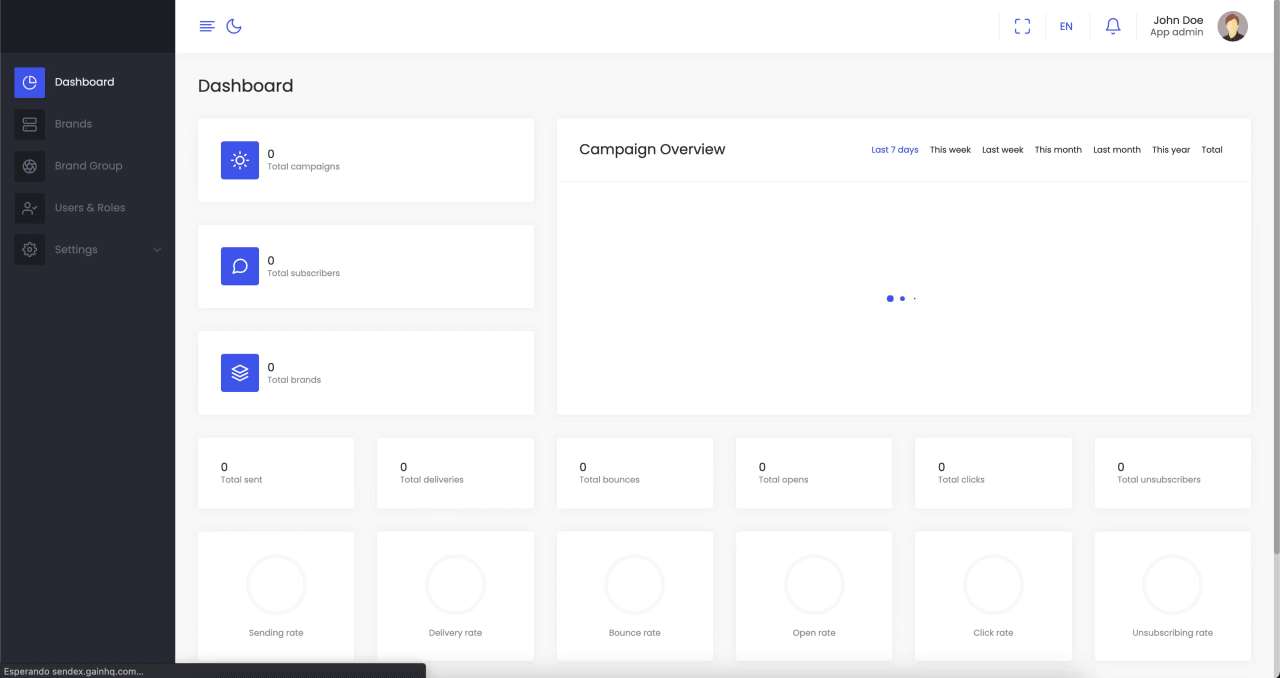 EN
John Doe
App admin
Dashboard
Brands
Brand Group
Users & Roles
Settings
Dashboard
0
Total campaigns
0
Total subscribers
0
Total brands
Campaign Overview
Last 7 days This week Last week This month Last month This year Total
0
Total sent
0
Total deliveries
0
Total bounces
0
Total opens
0
Total clicks
0
Total unsubscribers
Sending rate
Delivery rate
Bounce rate
Open rate
Click rate
Unsubscribing rate
Esperando sendex.gainhq.com...